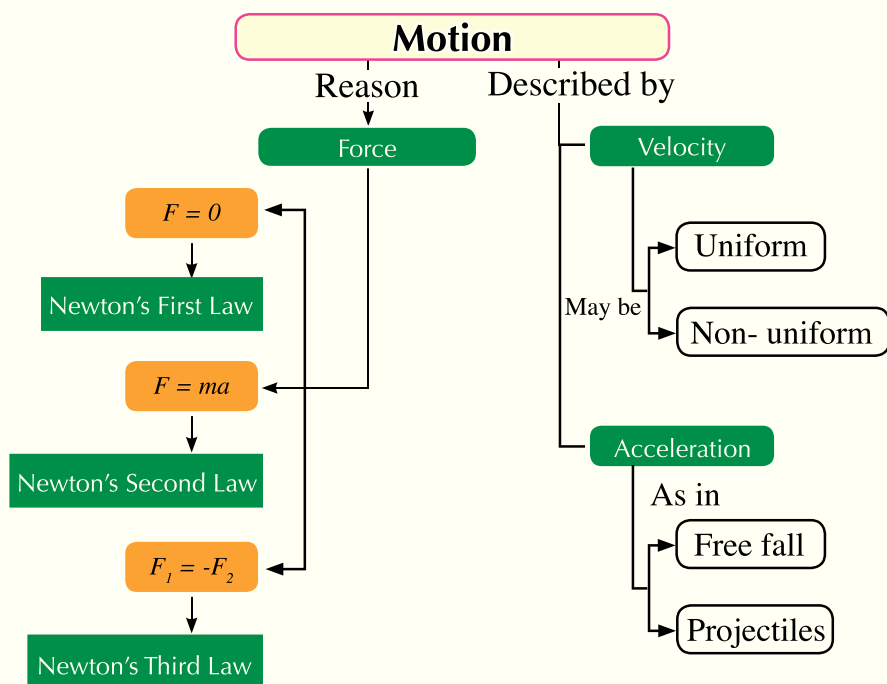 Motion
Reason
Described by
Force
Velocity
F = 0
Uniform
Newton's First Law
May be
Non- uniform
F = ma
Acceleration
Newton's Second Law
As in
Free fall
F₁ = -F₂
Projectiles
Newton's Third Law